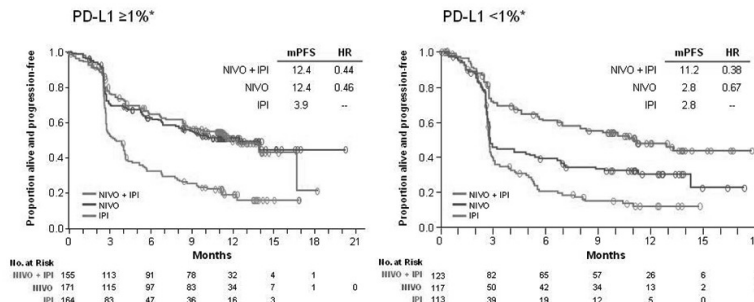 PD-L1 ≥1%*
mPFS HR
NIVO + IPI 12.4 0.44
NIVO 12.4 0.46
IPI 3.9 --
Proportion alive and progression-free
1.0
0.9
0.8
0.6
0.4
0.2
0.0
NIVO + IPI
NIVO
IPI
0 3 6 9 12 15 18 21
Months
No. at Risk
NIVO + IPI 155 113 91 78 32 4 1
NIVO 171 115 97 83 34 7 1 0
IPI 164 83 47 36 16 3
PD-L1 <1%*
mPFS HR
NIVO + IPI 11.2 0.38
NIVO 2.8 0.67
IPI 2.8 --
Proportion alive and progression-free
1.0
0.9
0.8
0.6
0.4
0.2
0.0
NIVO + IPI
NIVO
IPI
0 3 6 9 12 15
Months
No. at Risk
NIVO + IPI 123 82 65 57 26 6
NIVO 117 50 42 34 13 2
IPI 113 39 19 12 5 0